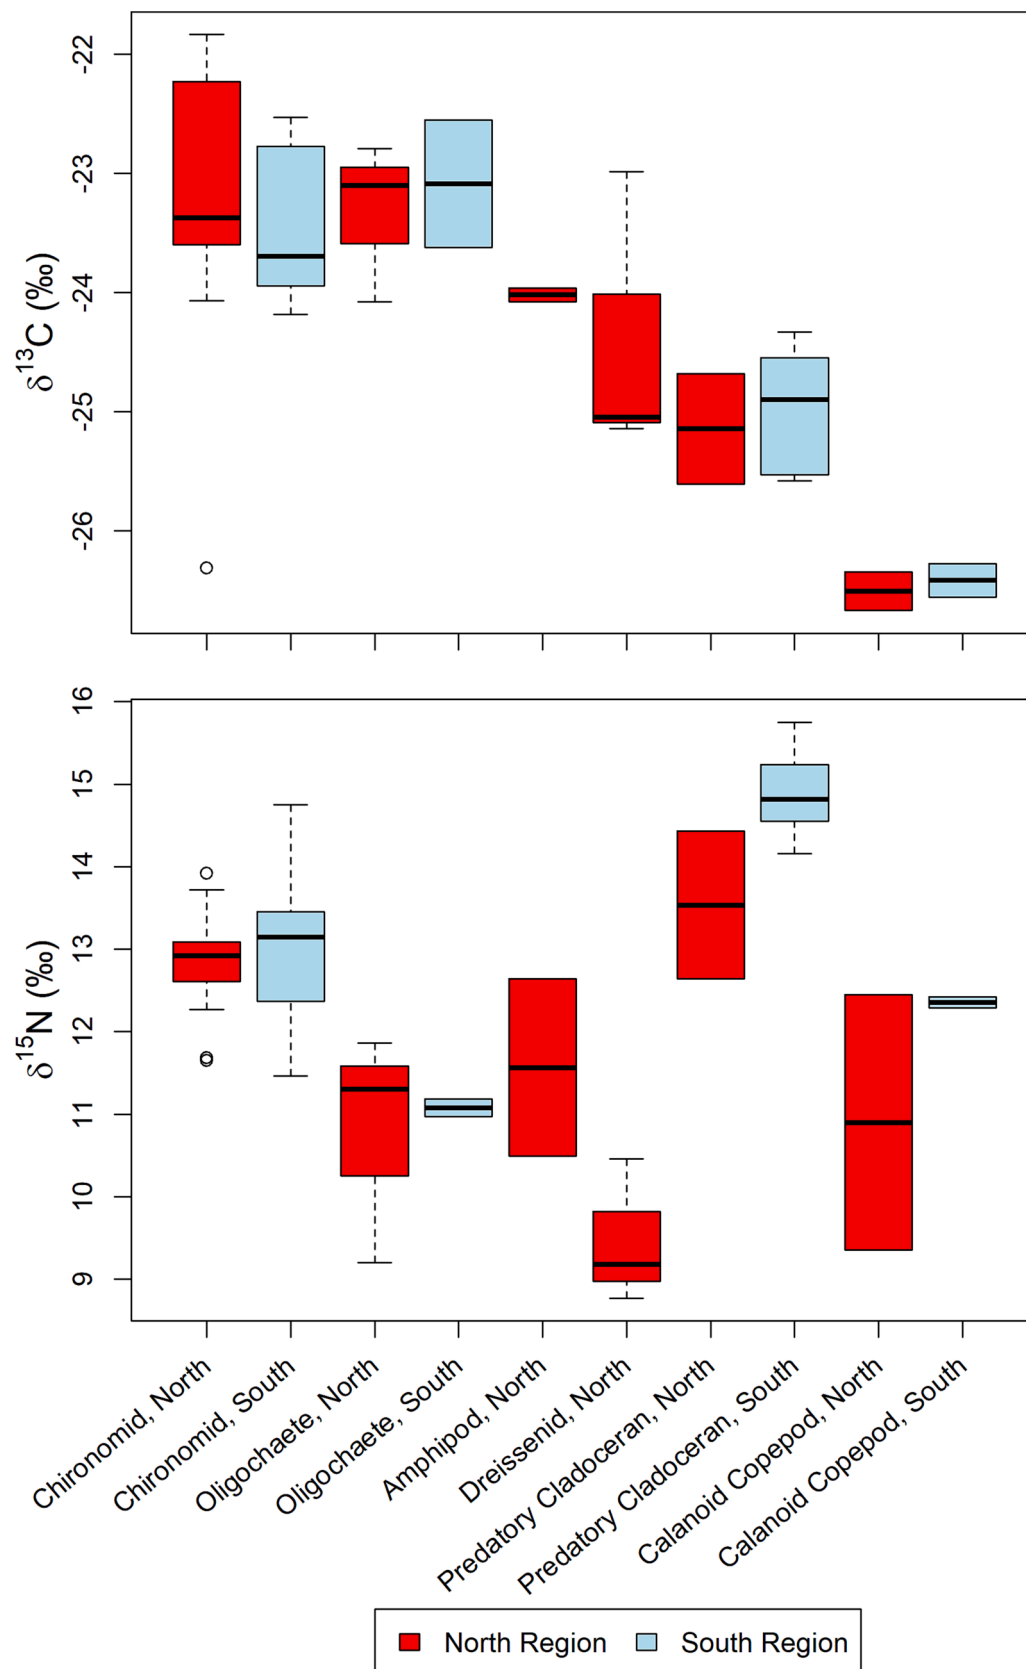 -22
-23
-24
-25
-26
δ13C (‰)
16
15
14
13
12
11
10
9
δ15N (‰)
Chironomid, North
Chironomid, South
Oligochaete, North
Oligochaete, South
Amphipod, North
Dreissenid, North
Predatory Cladoceran, North
Predatory Cladoceran, South
Calanoid Copepod, North
Calanoid Copepod, South
North Region South Region